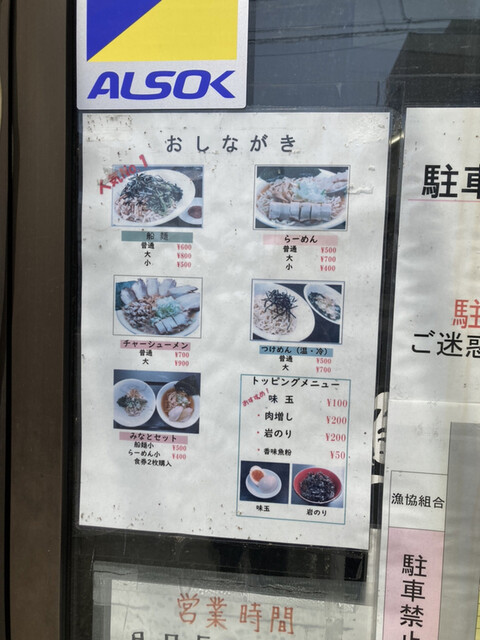 ALSOK
おしながき
人気No.1
船麺
普通 ¥600
大 ¥800
小 ¥500
らーめん
普通 ¥500
大 ¥700
小 ¥400
チャーシューメン
普通 ¥700
大 ¥900
つけめん（温・冷）
普通 ¥500
大 ¥700
みなとセット
船麺小 ¥500
らーめん小 ¥400
食券2枚購入
トッピングメニュー
味玉 ¥100
・肉増し ¥200
・岩のり ¥200
・香味魚粉 ¥50
味玉
岩のり
営業時間
駐車
駐
ご迷惑
漁協組合
駐車禁止